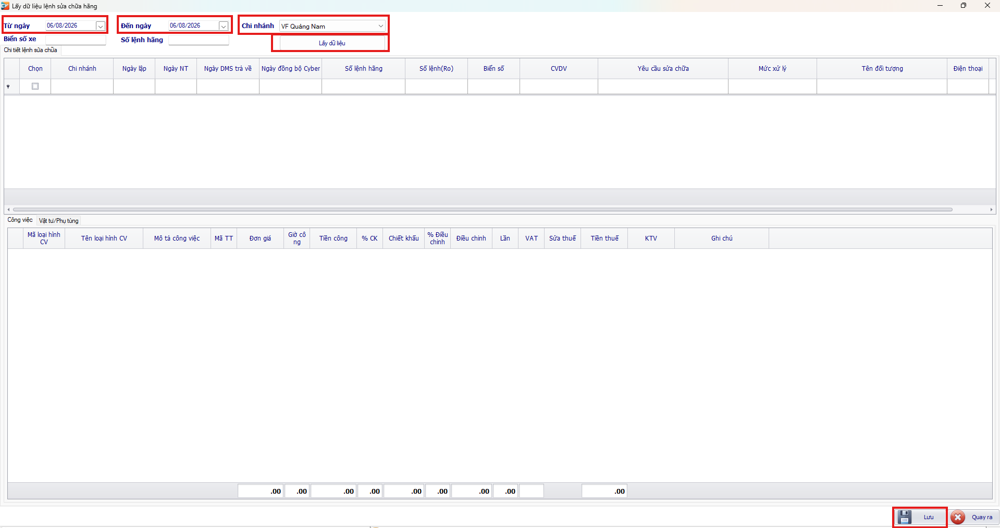 Lấy dữ liệu lệnh sửa chữa hãng
Từ ngày 06/08/2026 Đến ngày 06/08/2026 Chi nhánh VF Quảng Nam
Biển số xe Số lệnh hãng Lấy dữ liệu
Chi tiết lệnh sửa chữa
Chọn Chi nhánh Ngày lập Ngày NT Ngày DMS trả về Ngày đồng bộ Cyber Số lệnh hãng Số lệnh(Ro) Biển số CVDV Yêu cầu sửa chữa Mức xử lý Tên đối tượng Điện thoại
Công việc Vật tư/Phụ tùng
Mã loại hình CV Tên loại hình CV Mô tả công việc Mã TT Đơn giá Giờ cô ng Tiền công % CK Chiết khấu % Điều chỉnh Điều chỉnh Lần VAT Sửa thuế Tiền thuế KTV Ghi chú
.00 .00 .00 .00 .00 .00 .00 .00 .00
Lưu Quay ra